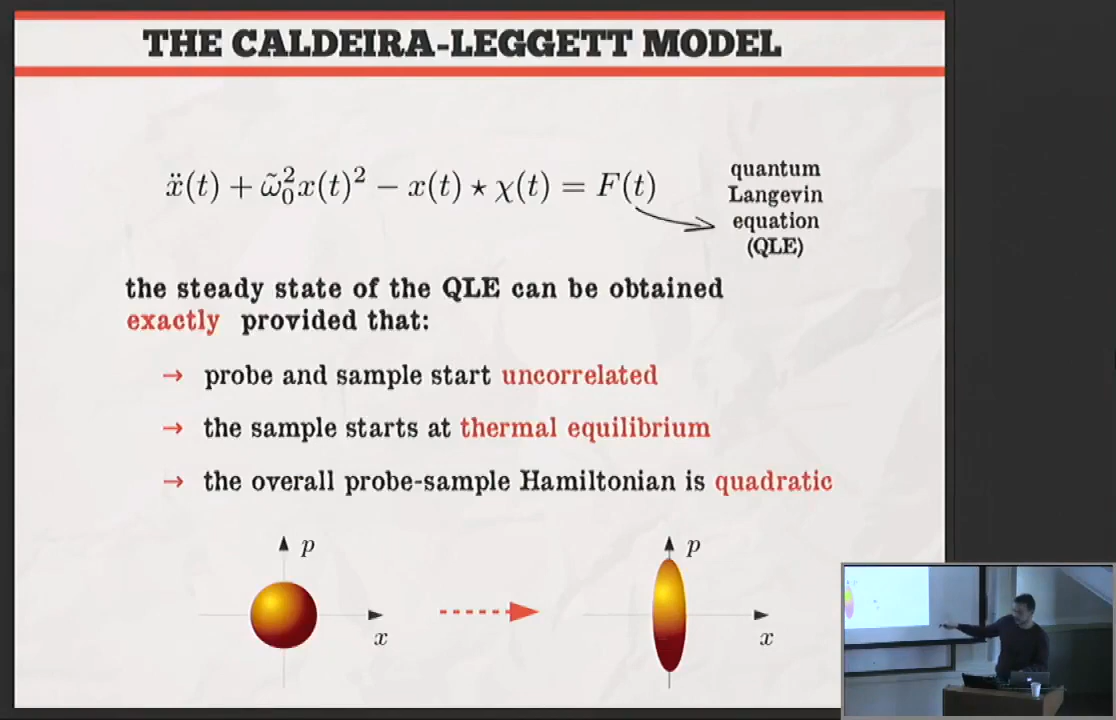 THE CALDEIRA-LEGGETT MODEL
ẍ(t) + ω̃₀²x(t)² − x(t) ⋆ χ(t) = F(t)
quantum
Langevin
equation
(QLE)
the steady state of the QLE can be obtained
exactly provided that:
→ probe and sample start uncorrelated
→ the sample starts at thermal equilibrium
→ the overall probe-sample Hamiltonian is quadratic
p
x
p
x